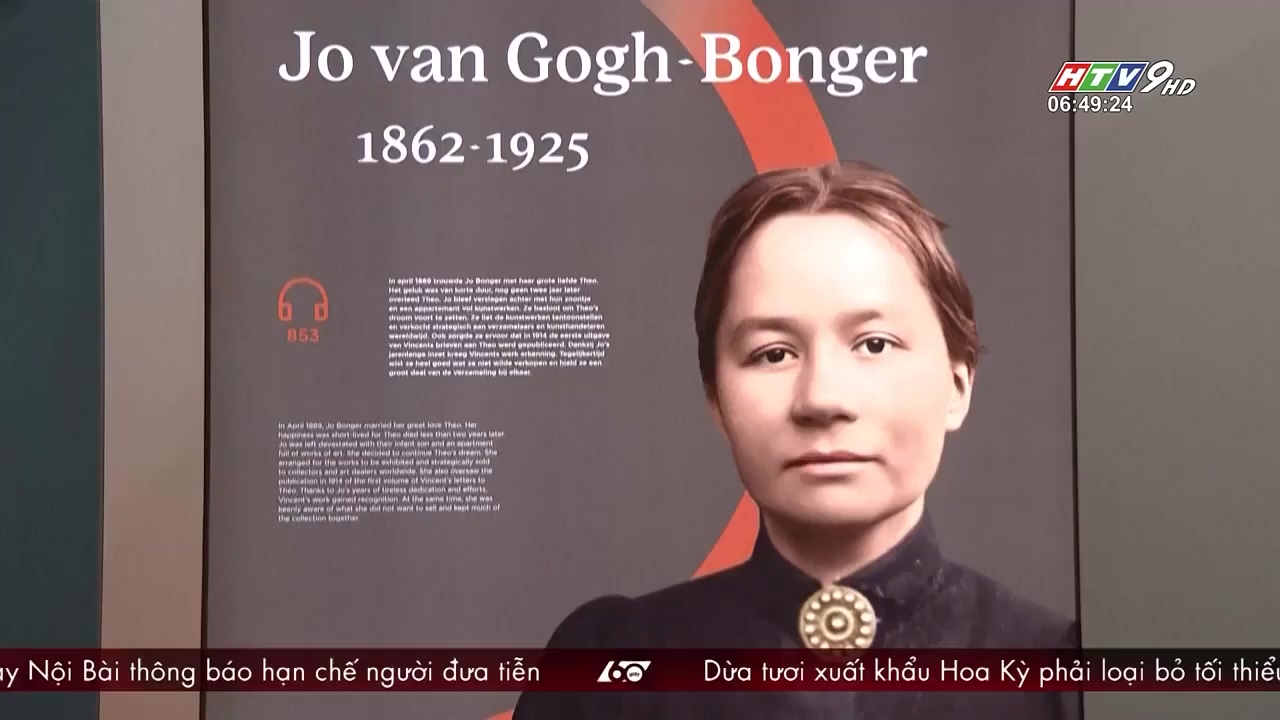 Jo van Gogh-Bonger
1862-1925
HTV9HD
06:49:24
853
In april 1889 trouwde Jo Bonger met haar grote liefde Theo.
Het geluk was van korte duur, nog geen twee jaar later
overleed Theo. Jo bleef verslagen achter met hun zoontje
en een appartement vol kunstwerken. Ze besloot om Theo's
droom voort te zetten. Ze liet de kunstwerken tentoonstellen
en verkocht strategisch aan verzamelaars en kunsthandelaren
wereldwijd. Ook zorgde ze ervoor dat in 1914 de eerste uitgave
van Vincents brieven aan Theo werd gepubliceerd. Dankzij Jo's
jarenlange inzet kreeg Vincents werk erkenning. Tegelijkertijd
wist ze heel goed wat ze niet wilde verkopen en hield ze een
groot deel van de verzameling bij elkaar.
In April 1889, Jo Bonger married her great love Theo. Her
happiness was short-lived for Theo died less than two years later.
Jo was left devastated with their infant son and an apartment
full of works of art. She decided to continue Theo's dream. She
arranged for the works to be exhibited and strategically sold
to collectors and art dealers worldwide. She also oversaw the
publication in 1914 of the first volume of Vincent's letters to
Theo. Thanks to Jo's years of tireless dedication and efforts,
Vincent's work gained recognition. At the same time, she was
keenly aware of what she did not want to sell and kept much of
the collection together.
ay Nội Bài thông báo hạn chế người đưa tiễn 60 giây Dừa tươi xuất khẩu Hoa Kỳ phải loại bỏ tối thiểu